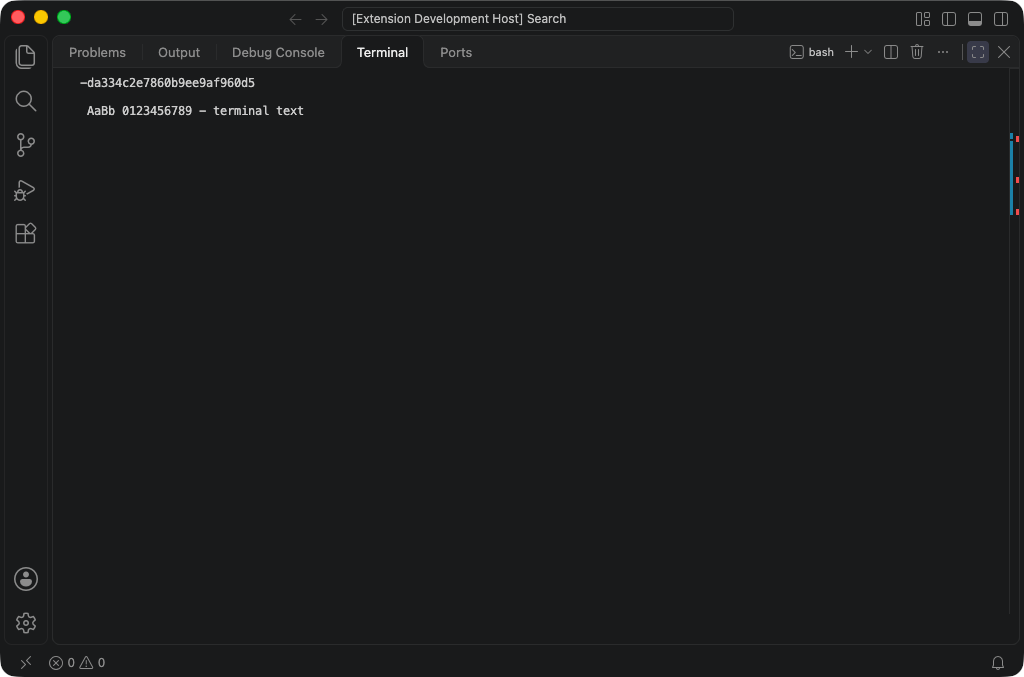 [Extension Development Host] Search
Problems Output Debug Console Terminal Ports bash
−da334c2e7860b9ee9af960d5
AaBb 0123456789 − terminal text
0 0